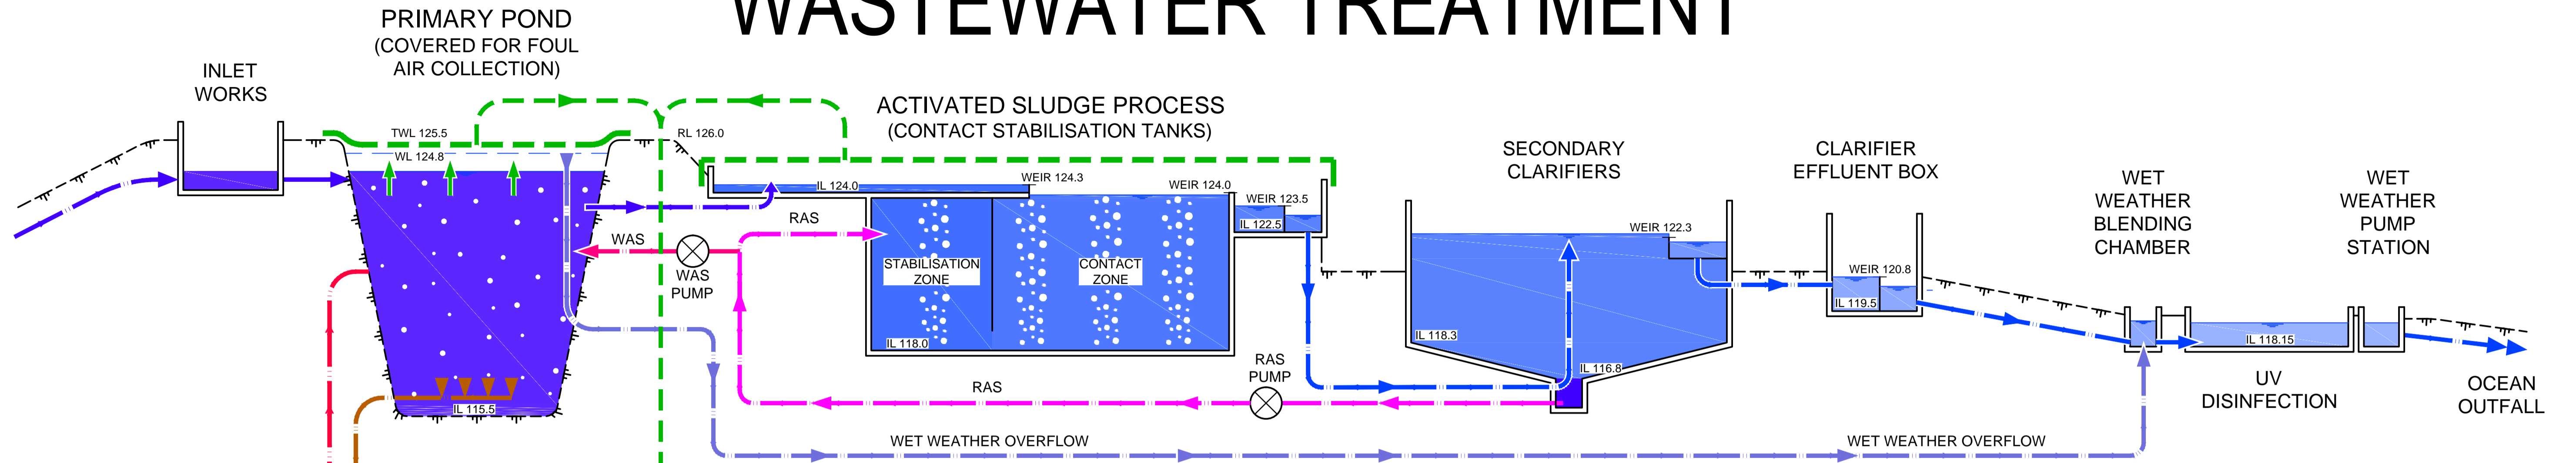 WASTEWATER TREATMENT
PRIMARY POND
(COVERED FOR FOUL
AIR COLLECTION)
INLET
WORKS
TWL 125.5
WL 124.8
RL 126.0
IL 115.5
ACTIVATED SLUDGE PROCESS
(CONTACT STABILISATION TANKS)
IL 124.0
WEIR 124.3
WEIR 124.0
WEIR 123.5
IL 122.5
RAS
WAS
WAS
PUMP
STABILISATION
ZONE
CONTACT
ZONE
IL 118.0
RAS
RAS
PUMP
SECONDARY
CLARIFIERS
WEIR 122.3
IL 118.3
IL 116.8
CLARIFIER
EFFLUENT BOX
WEIR 120.8
IL 119.5
WET
WEATHER
BLENDING
CHAMBER
WET
WEATHER
PUMP
STATION
IL 118.15
UV
DISINFECTION
OCEAN
OUTFALL
WET WEATHER OVERFLOW
WET WEATHER OVERFLOW